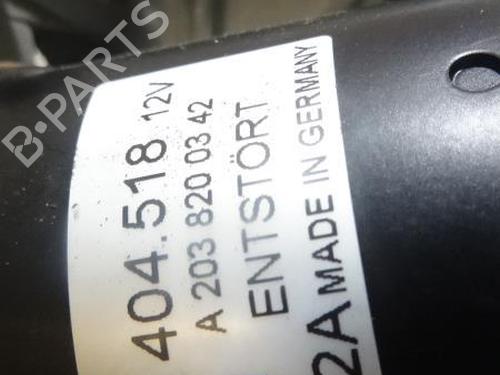 B-PARTS
404.518 12V
A 203 820 03 42
ENTSTÖRT
2A MADE IN GERMANY